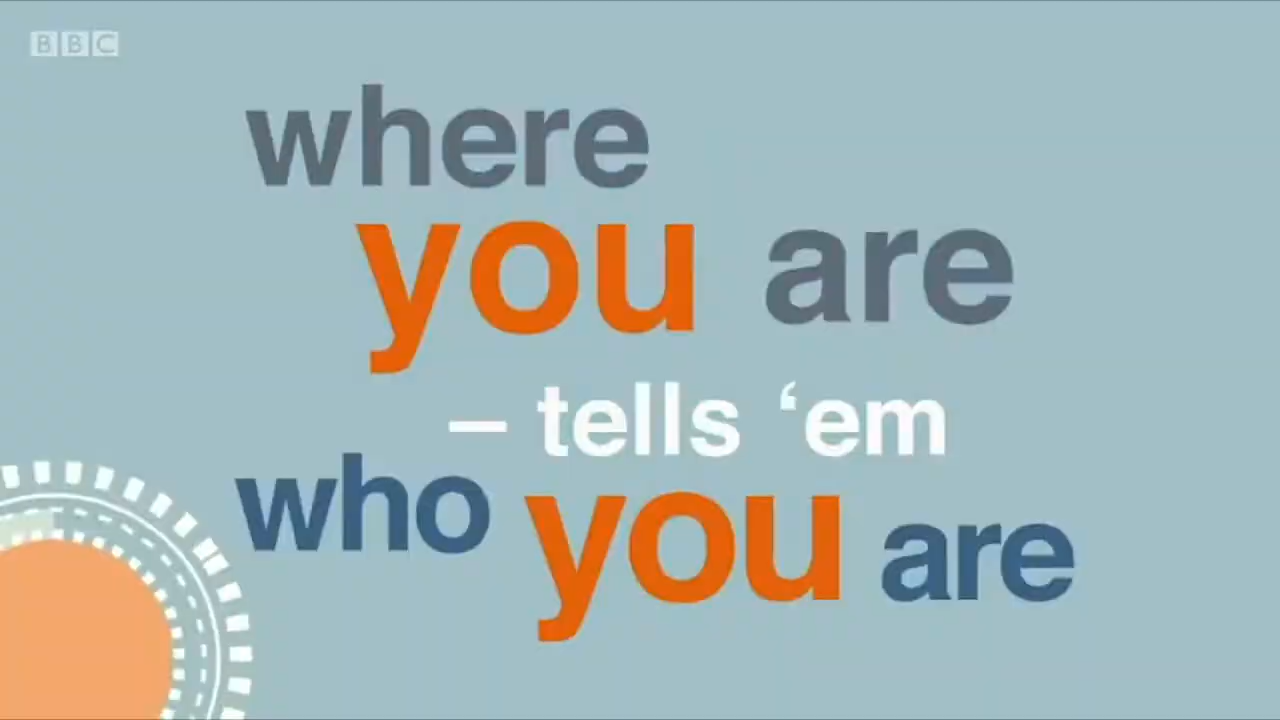 BBC
where
you are
– tells ‘em
who you are